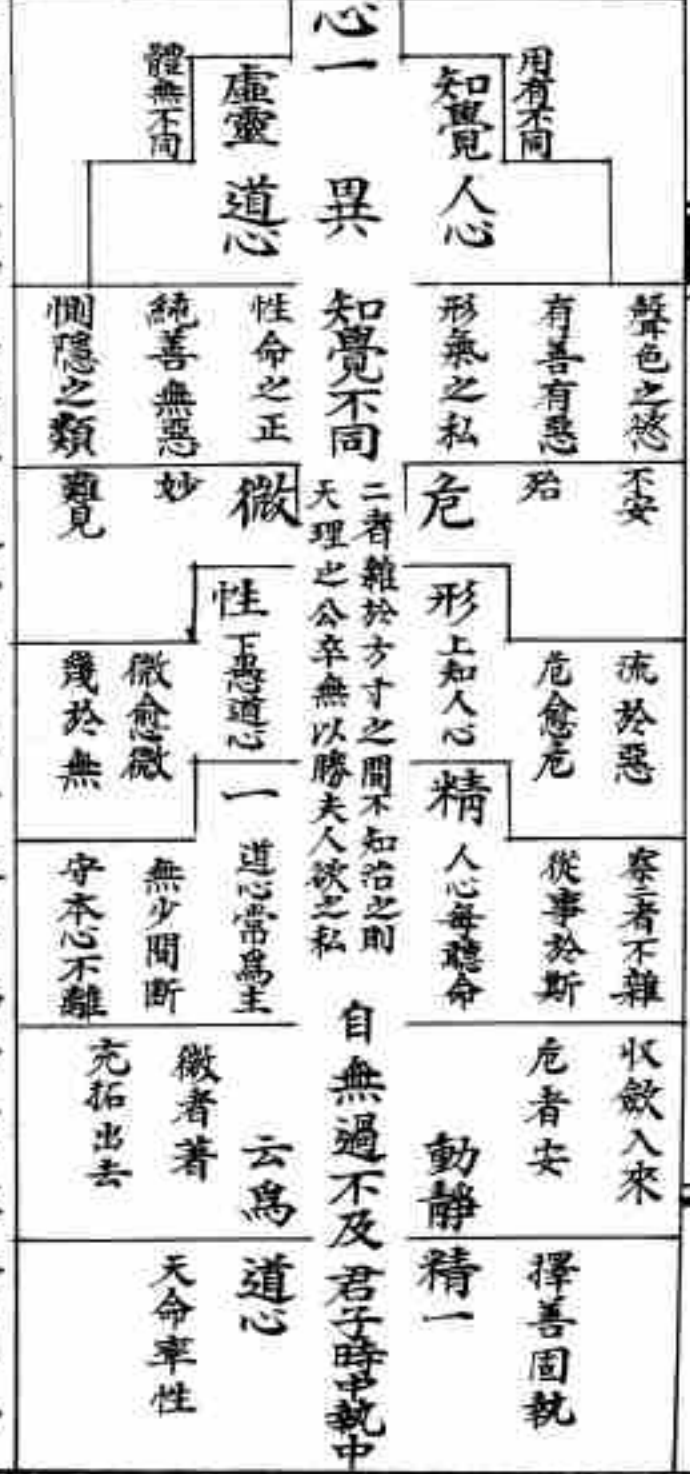 心一
用有不同
知覺
虛靈
體無不同
人心
異
道心
聲色之慾
有善有惡
形氣之私
知覺不同
性命之正
純善無惡
惻隱之類
不安
殆
危
二者雜於方寸之間不知治之則
天理之公卒無以勝夫人欲之私
微
妙
難見
流於惡
危愈危
形上知人心
性下愚道心
微愈微
幾於無
察二者不雜
從事於斯
精人心每聽命
一道心常爲主
無少間斷
守本心不離
收斂入來
危者安
動靜
自無過不及
云爲
微者著
充拓出去
擇善固執
精一
君子時中執中
道心
天命率性